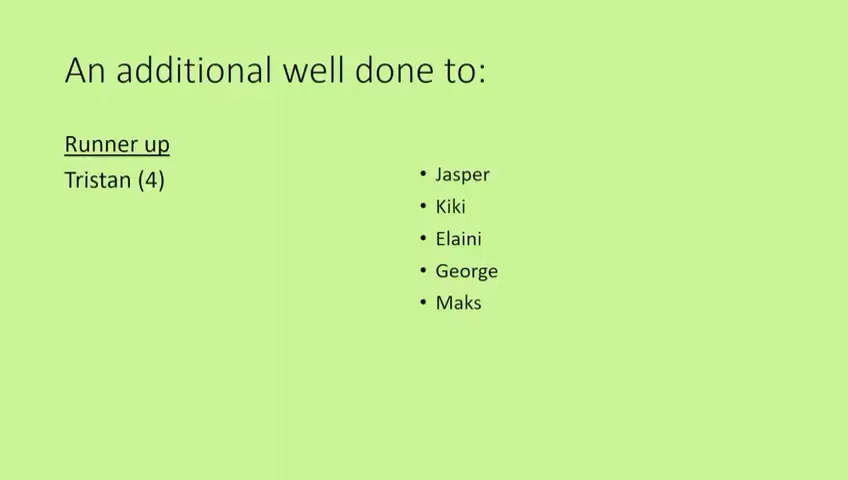 An additional well done to:
Runner up
Tristan (4)
• Jasper
• Kiki
• Elaini
• George
• Maks